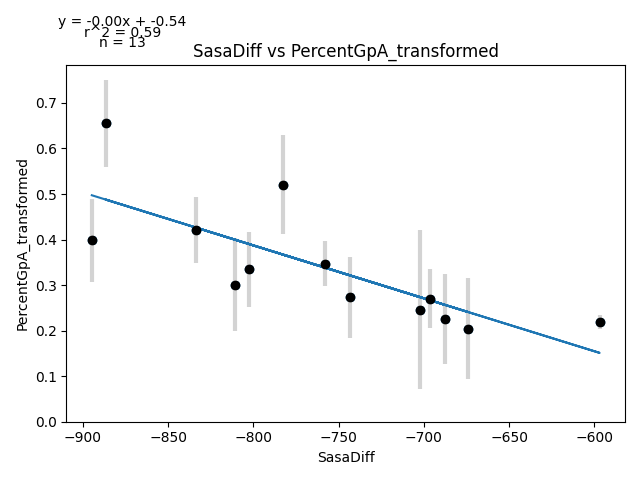 y = -0.00x + -0.54
r^2 = 0.59
n = 13
SasaDiff vs PercentGpA_transformed
PercentGpA_transformed
0.7
0.6
0.5
0.4
0.3
0.2
0.1
0.0
−900
−850
−800
−750
−700
−650
−600
SasaDiff